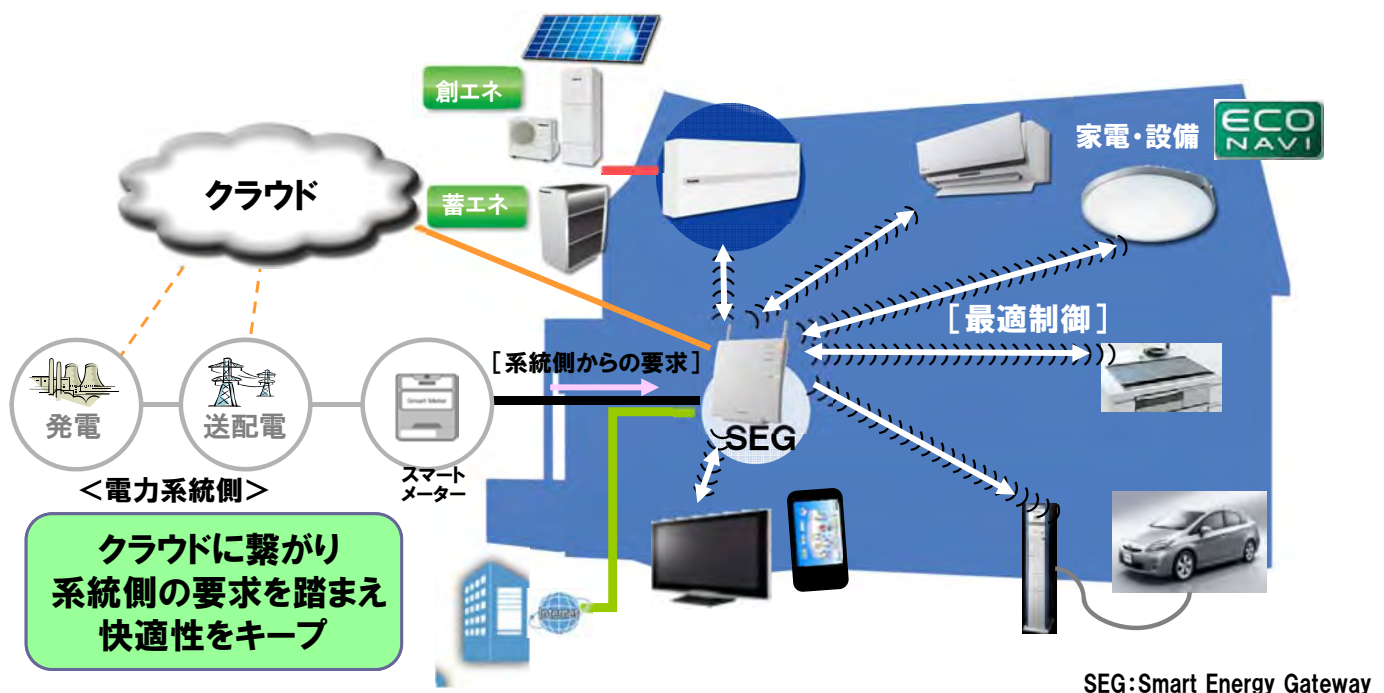 創エネ
蓄エネ
クラウド
家電・設備
ECO
NAVI
[最適制御]
[系統側からの要求]
発電
送配電
Smart Meter
スマート
メーター
SEG
<電力系統側>
クラウドに繋がり
系統側の要求を踏まえ
快適性をキープ
Internet
SEG:Smart Energy Gateway